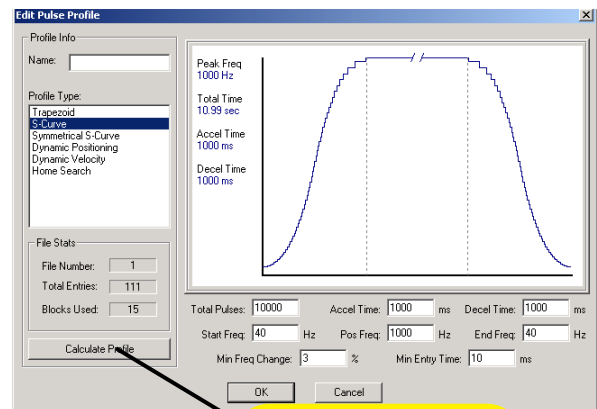 Edit Pulse Profile
Profile Info
Name:
Profile Type:
Trapezoid
S-Curve
Symmetrical S-Curve
Dynamic Positioning
Dynamic Velocity
Home Search
File Stats
File Number: 1
Total Entries: 111
Blocks Used: 15
Calculate Profile
Peak Freq
1000 Hz
Total Time
10.99 sec
Accel Time
1000 ms
Decel Time
1000 ms
Total Pulses: 10000 Accel Time: 1000 ms Decel Time: 1000 ms
Start Freq: 40 Hz Pos Freq: 1000 Hz End Freq: 40 Hz
Min Freq Change: 3 % Min Entry Time: 10 ms
OK Cancel